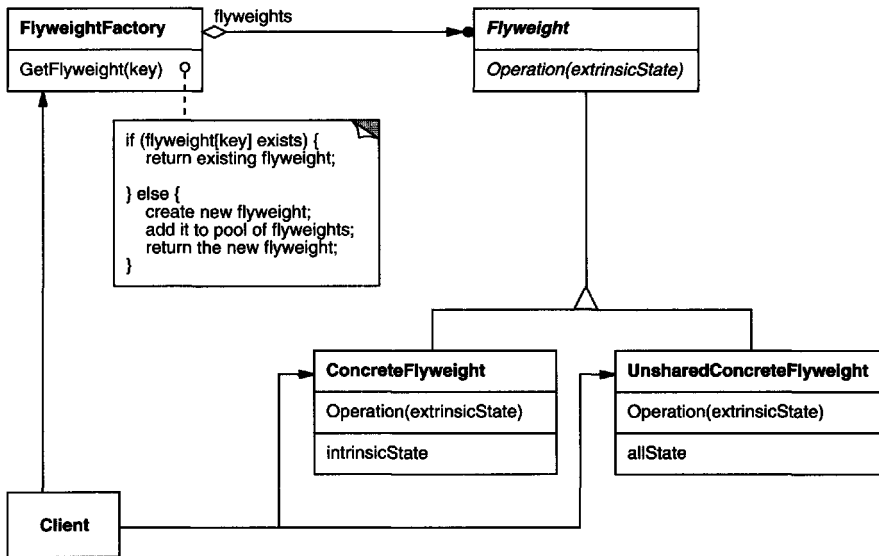 FlyweightFactory
GetFlyweight(key)
flyweights
Flyweight
Operation(extrinsicState)
if (flyweight[key] exists) {
return existing flyweight;
} else {
create new flyweight;
add it to pool of flyweights;
return the new flyweight;
}
ConcreteFlyweight
Operation(extrinsicState)
intrinsicState
UnsharedConcreteFlyweight
Operation(extrinsicState)
allState
Client